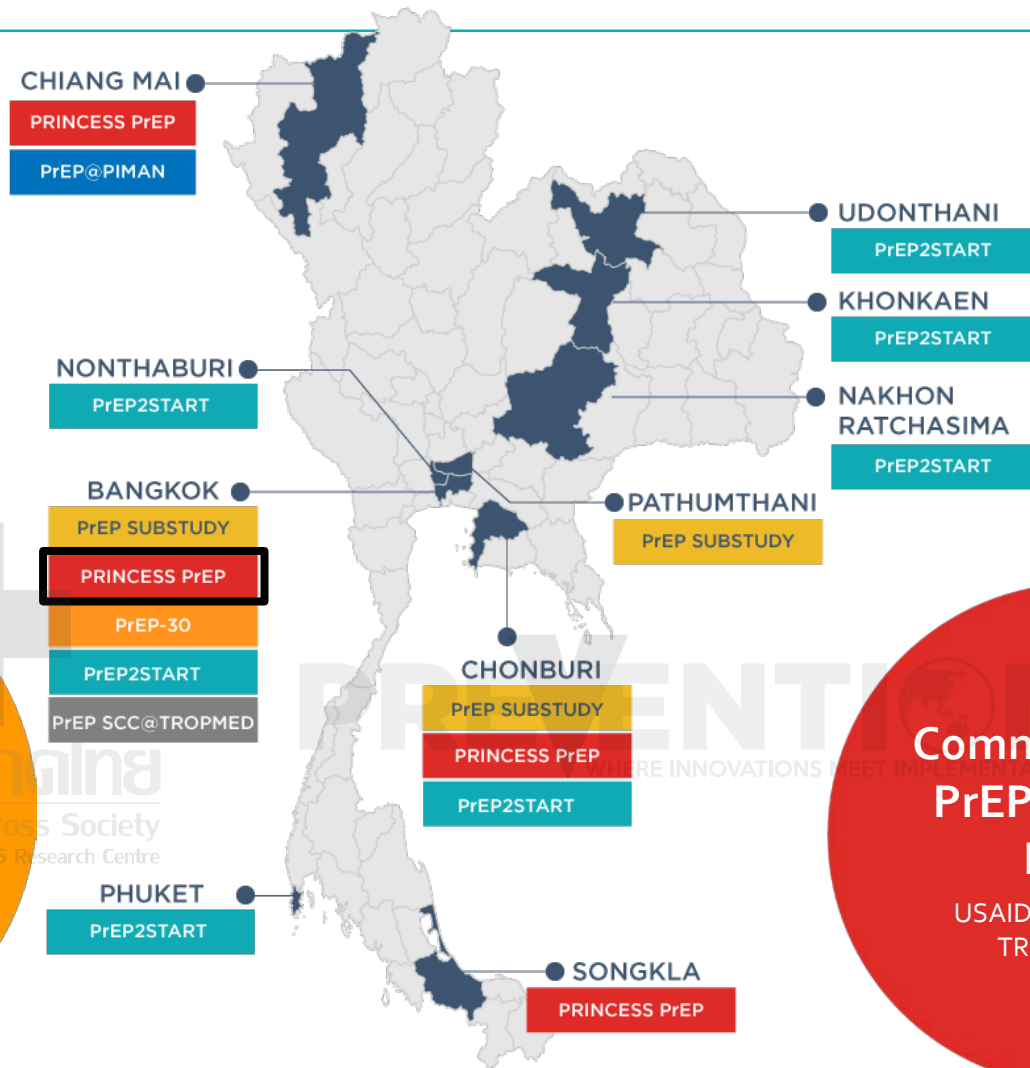 CHIANG MAI
PRINCESS PrEP
PrEP@PIMAN
UDONTHANI
PrEP2START
KHONKAEN
PrEP2START
NAKHON
RATCHASIMA
PrEP2START
NONTHABURI
PrEP2START
BANGKOK
PrEP SUBSTUDY
PRINCESS PrEP
PrEP-30
PrEP2START
PrEP SCC@TROPMED
PATHUMTHANI
PrEP SUBSTUDY
CHONBURI
PrEP SUBSTUDY
PRINCESS PrEP
PrEP2START
PREVENTIO
WHERE INNOVATIONS MEET IMPLEMENTA
oss Society
Research Centre
PHUKET
PrEP2START
SONGKLA
PRINCESS PrEP
PrEP
USAID
TR